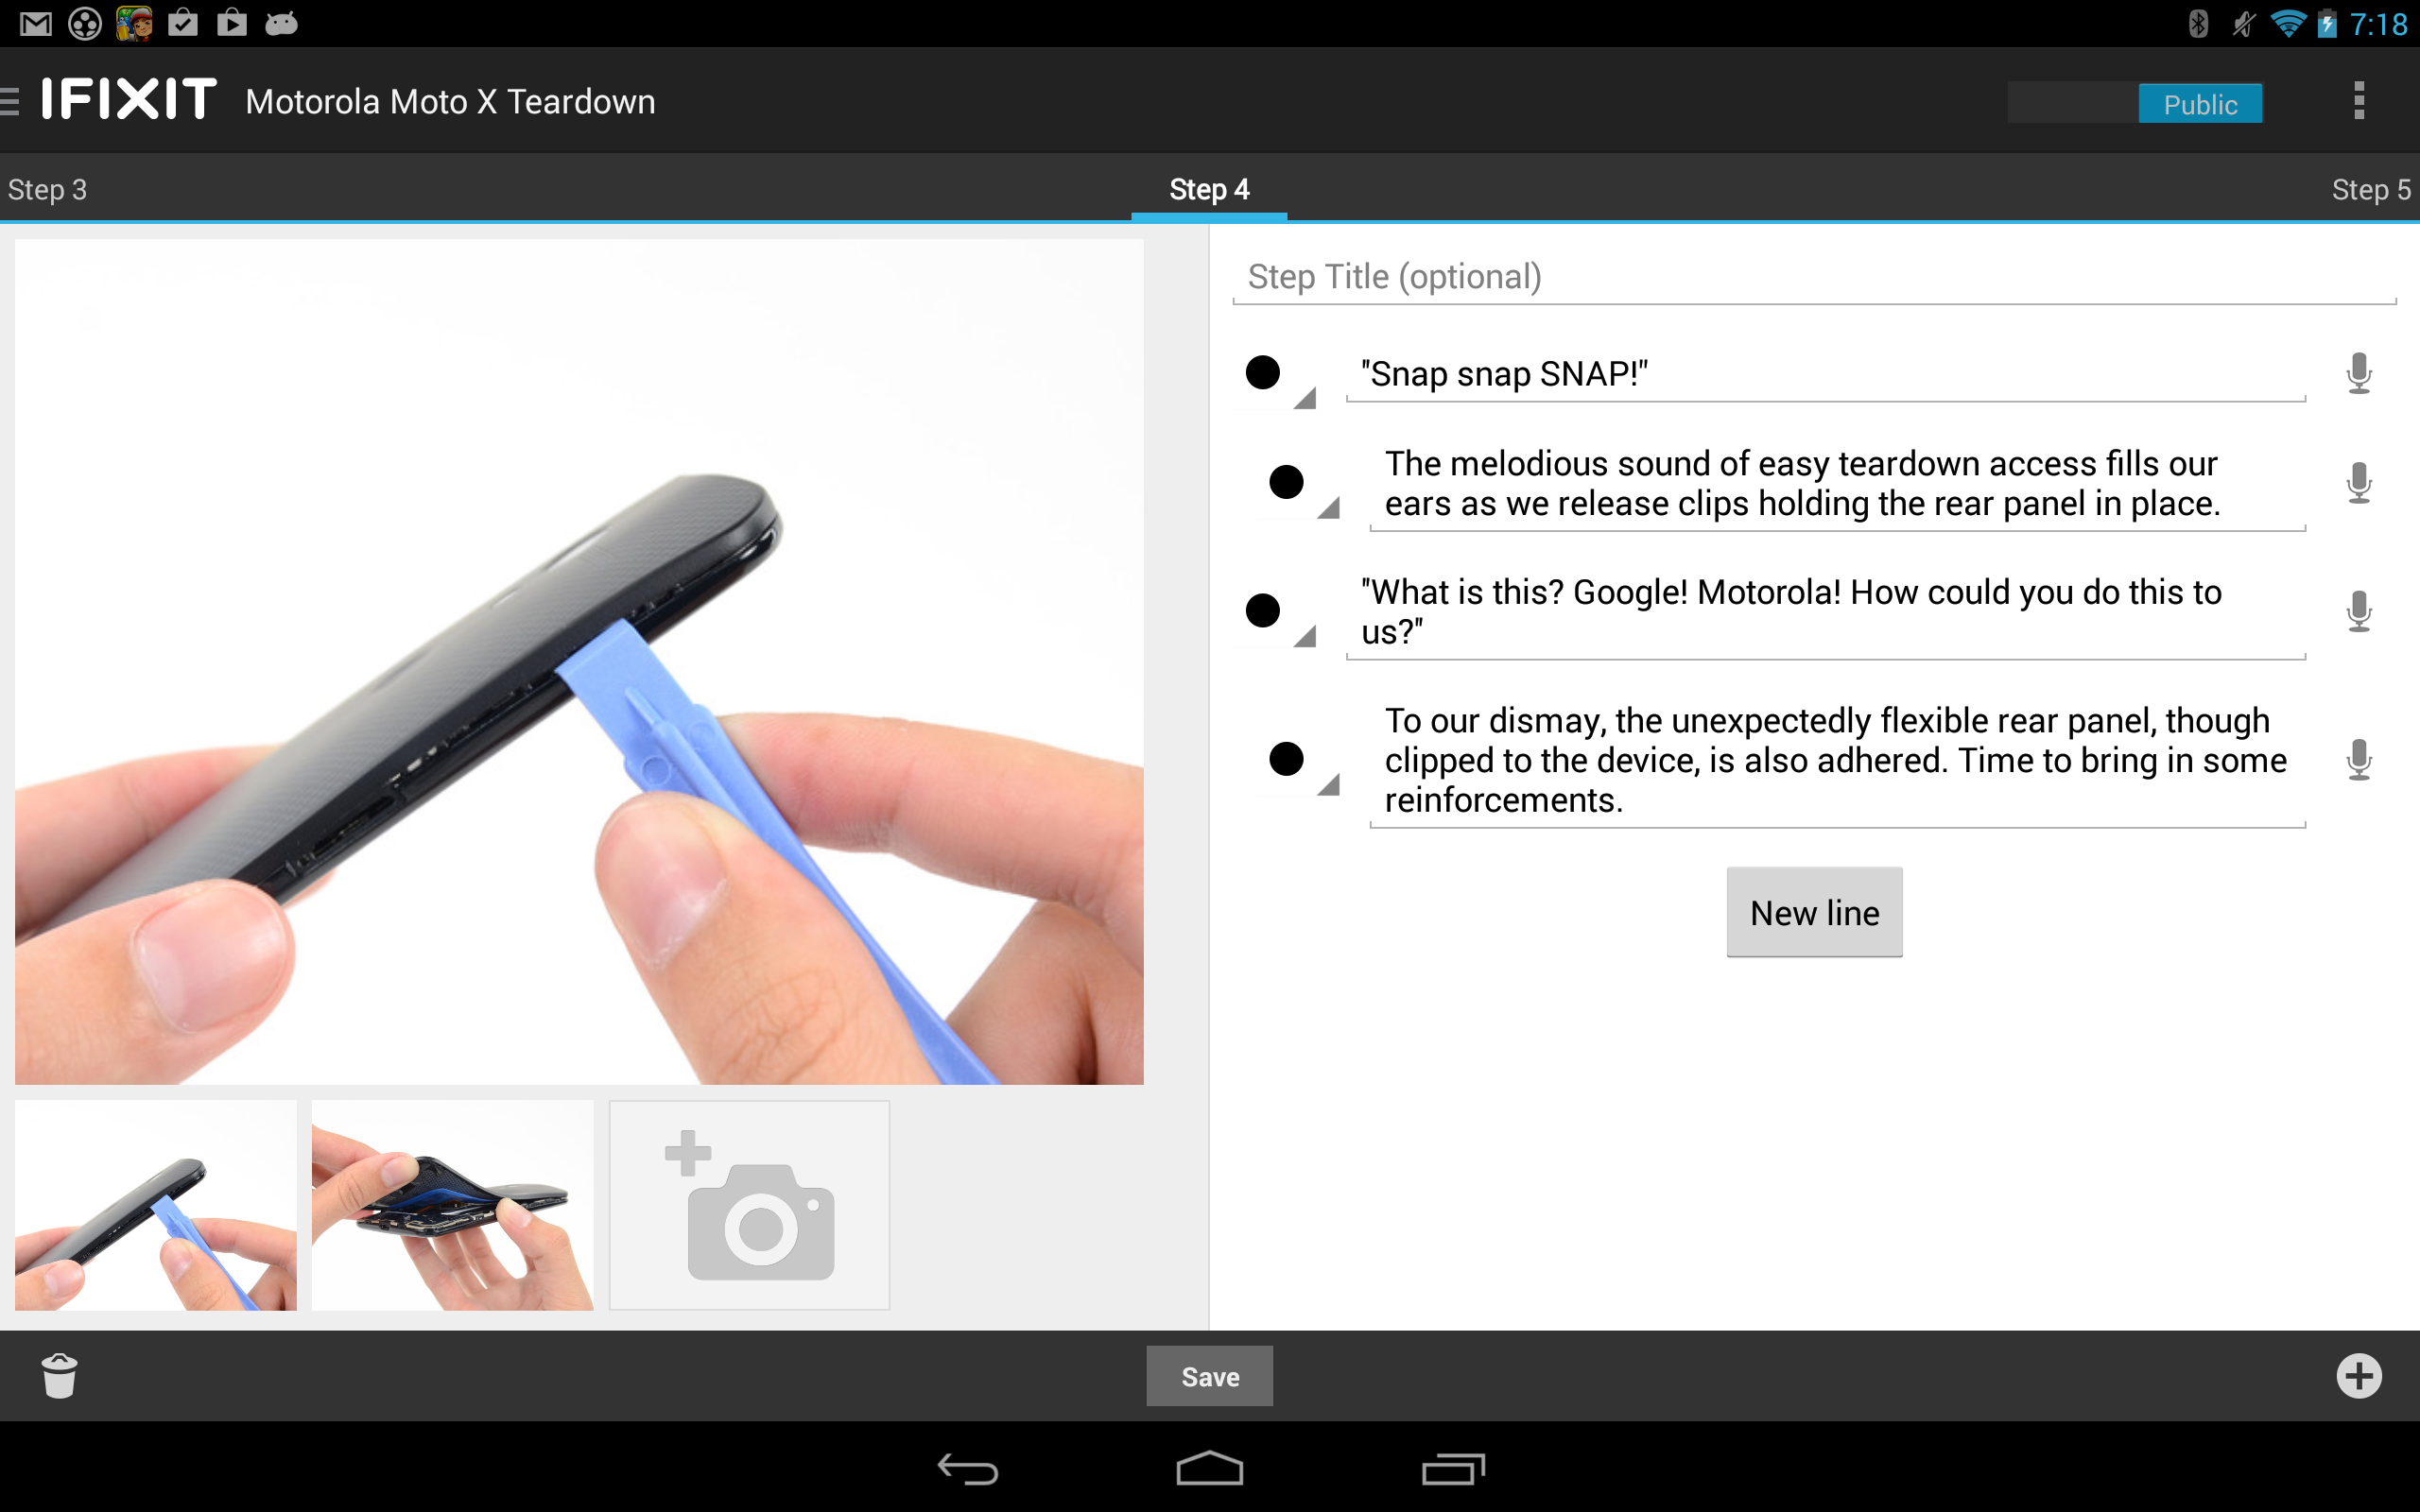 7:18
IFIXIT Motorola Moto X Teardown Public
Step 3 Step 4 Step 5
Step Title (optional)
"Snap snap SNAP!"
The melodious sound of easy teardown access fills our
ears as we release clips holding the rear panel in place.
"What is this? Google! Motorola! How could you do this to
us?"
To our dismay, the unexpectedly flexible rear panel, though
clipped to the device, is also adhered. Time to bring in some
reinforcements.
New line
Save